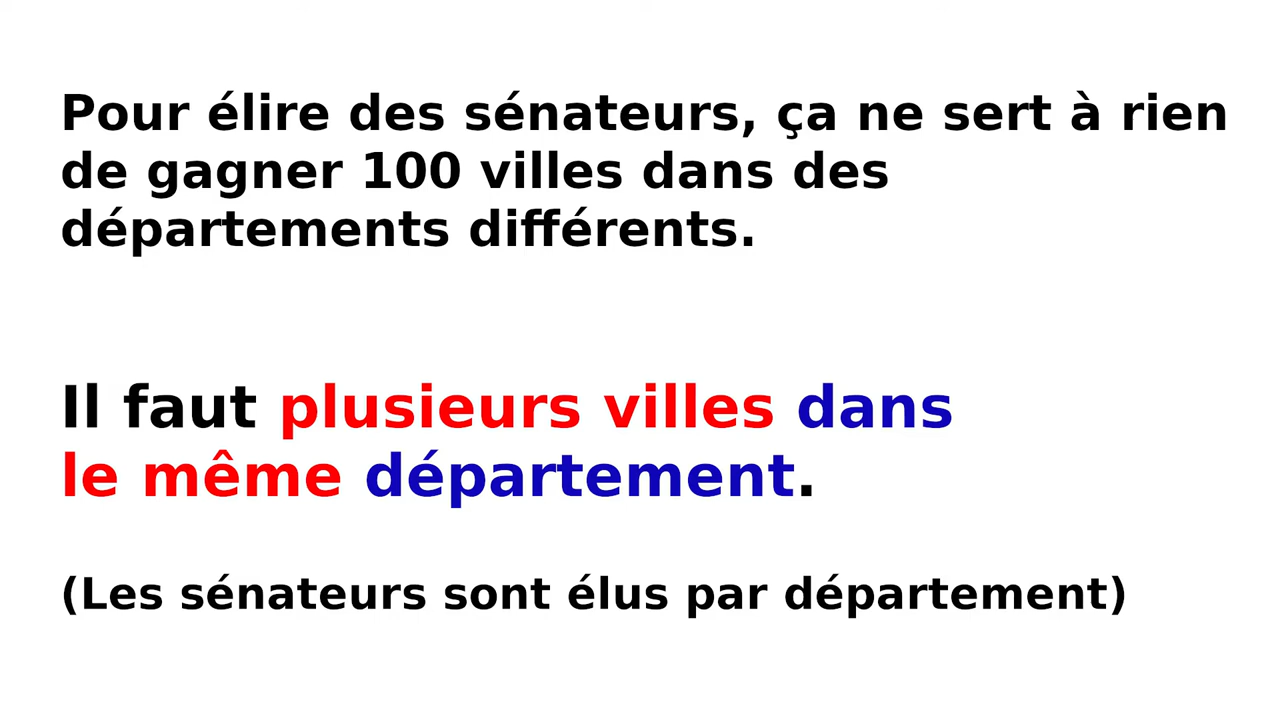 Pour élire des sénateurs, ça ne sert à rien
de gagner 100 villes dans des
départements différents.
Il faut plusieurs villes dans
le même département.
(Les sénateurs sont élus par département)